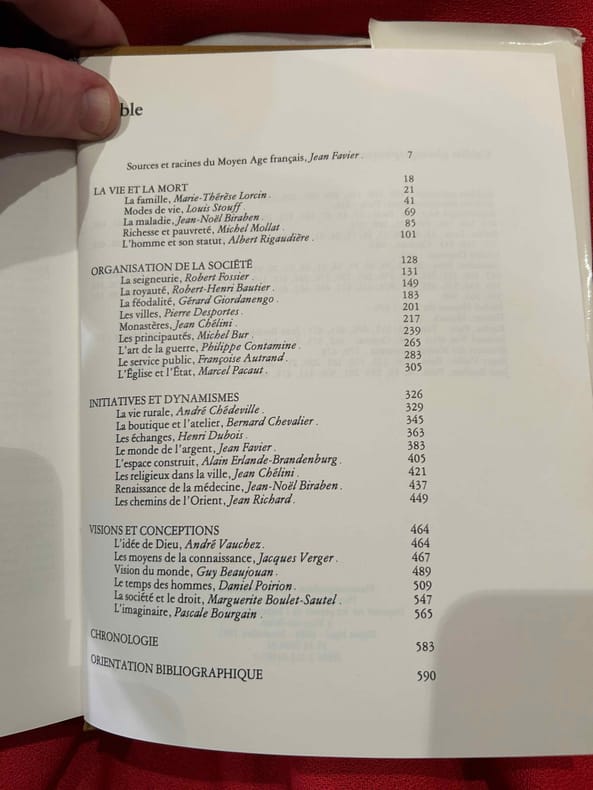 ble
Sources et racines du Moyen Age français, Jean Favier. 7
LA VIE ET LA MORT 18
La famille, Marie-Thérèse Lorcin. 21
Modes de vie, Louis Stouff. 41
La maladie, Jean-Noël Biraben. 69
Richesse et pauvreté, Michel Mollat. 85
L'homme et son statut, Albert Rigaudière. 101
ORGANISATION DE LA SOCIÉTÉ 128
La seigneurie, Robert Fossier. 131
La royauté, Robert-Henri Bautier. 149
La féodalité, Gérard Giordanengo. 183
Les villes, Pierre Desportes. 201
Monastères, Jean Chélini. 217
Les principautés, Michel Bur. 239
L'art de la guerre, Philippe Contamine. 265
Le service public, Françoise Autrand. 283
L'Église et l'État, Marcel Pacaut. 305
INITIATIVES ET DYNAMISMES 326
La vie rurale, André Chédeville. 329
La boutique et l'atelier, Bernard Chevalier. 345
Les échanges, Henri Dubois. 363
Le monde de l'argent, Jean Favier. 383
L'espace construit, Alain Erlande-Brandenburg. 405
Les religieux dans la ville, Jean Chélini. 421
Renaissance de la médecine, Jean-Noël Biraben. 437
Les chemins de l'Orient, Jean Richard. 449
VISIONS ET CONCEPTIONS 464
L'idée de Dieu, André Vauchez. 464
Les moyens de la connaissance, Jacques Verger. 467
Vision du monde, Guy Beaujouan. 489
Le temps des hommes, Daniel Poirion. 509
La société et le droit, Marguerite Boulet-Sautel. 547
L'imaginaire, Pascale Bourgain. 565
CHRONOLOGIE 583
ORIENTATION BIBLIOGRAPHIQUE 590